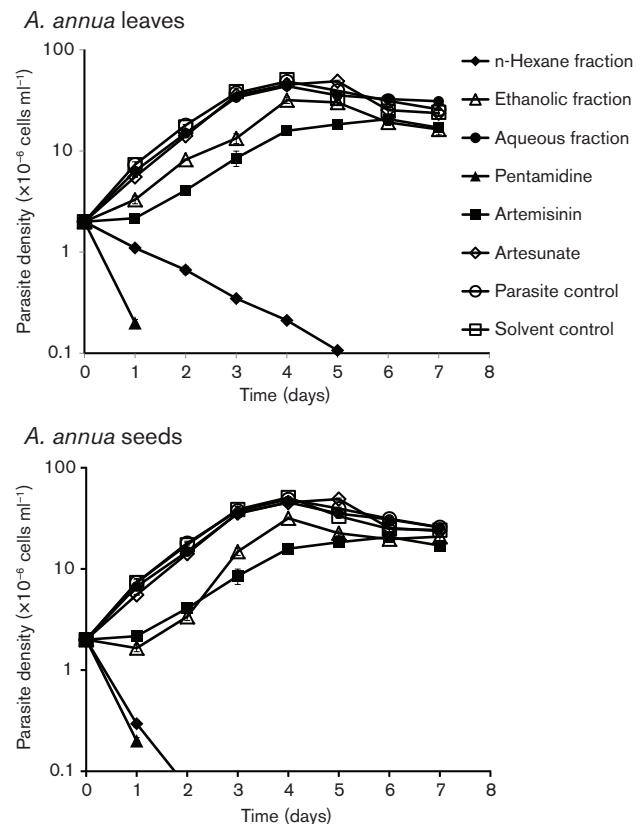 A. annua leaves
100
10
1
0.1
Parasite density (×10⁻⁶ cells ml⁻¹)
0 1 2 3 4 5 6 7 8
Time (days)
n-Hexane fraction
Ethanolic fraction
Aqueous fraction
Pentamidine
Artemisinin
Artesunate
Parasite control
Solvent control
A. annua seeds
100
10
1
0.1
Parasite density (×10⁻⁶ cells ml⁻¹)
0 1 2 3 4 5 6 7 8
Time (days)